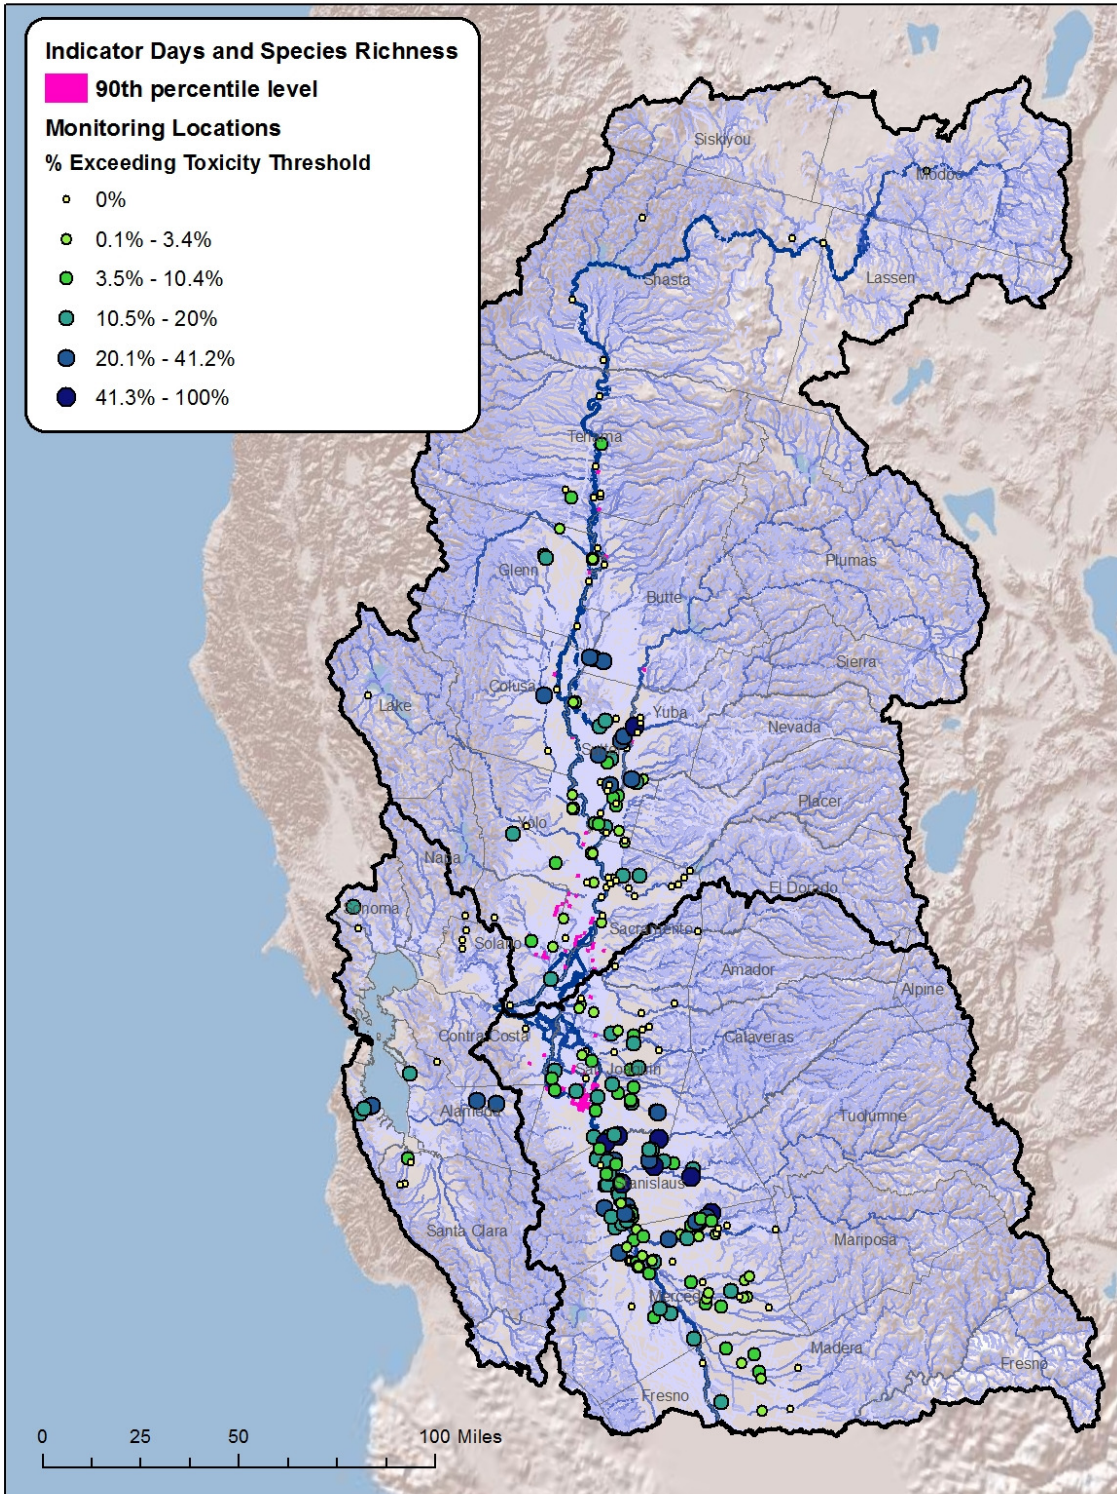 Indicator Days and Species Richness
90th percentile level
Monitoring Locations
% Exceeding Toxicity Threshold
0%
0.1% - 3.4%
3.5% - 10.4%
10.5% - 20%
20.1% - 41.2%
41.3% - 100%
Siskiyou
Modoc
Shasta
Lassen
Tehama
Plumas
Glenn
Butte
Sierra
Colusa
Lake
Yuba
Nevada
Sutter
Placer
Yolo
Napa
El Dorado
Sonoma
Sacramento
Solano
Amador
Alpine
Contra Costa
Calaveras
San Joaquin
Alameda
Tuolumne
Stanislaus
Santa Clara
Mariposa
Merced
Madera
Fresno
Fresno
0 25 50 100 Miles